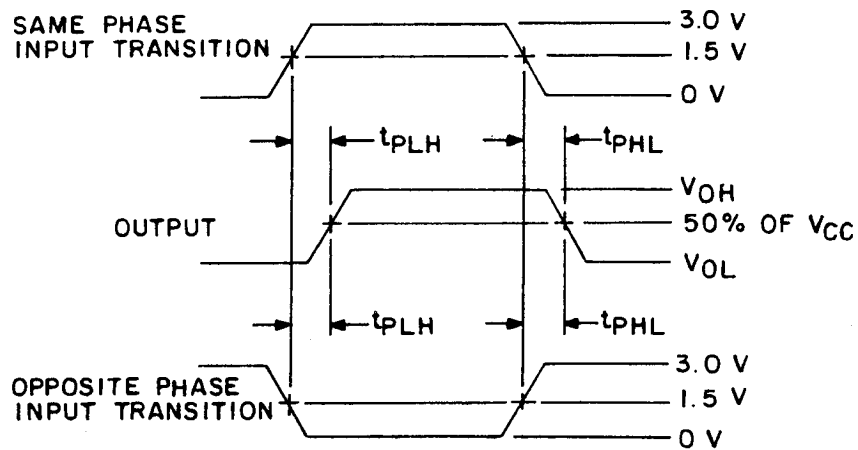 SAME PHASE
INPUT TRANSITION
3.0 V
1.5 V
0 V
tPLH
tPHL
OUTPUT
VOH
50% OF VCC
VOL
tPLH
tPHL
OPPOSITE PHASE
INPUT TRANSITION
3.0 V
1.5 V
0 V